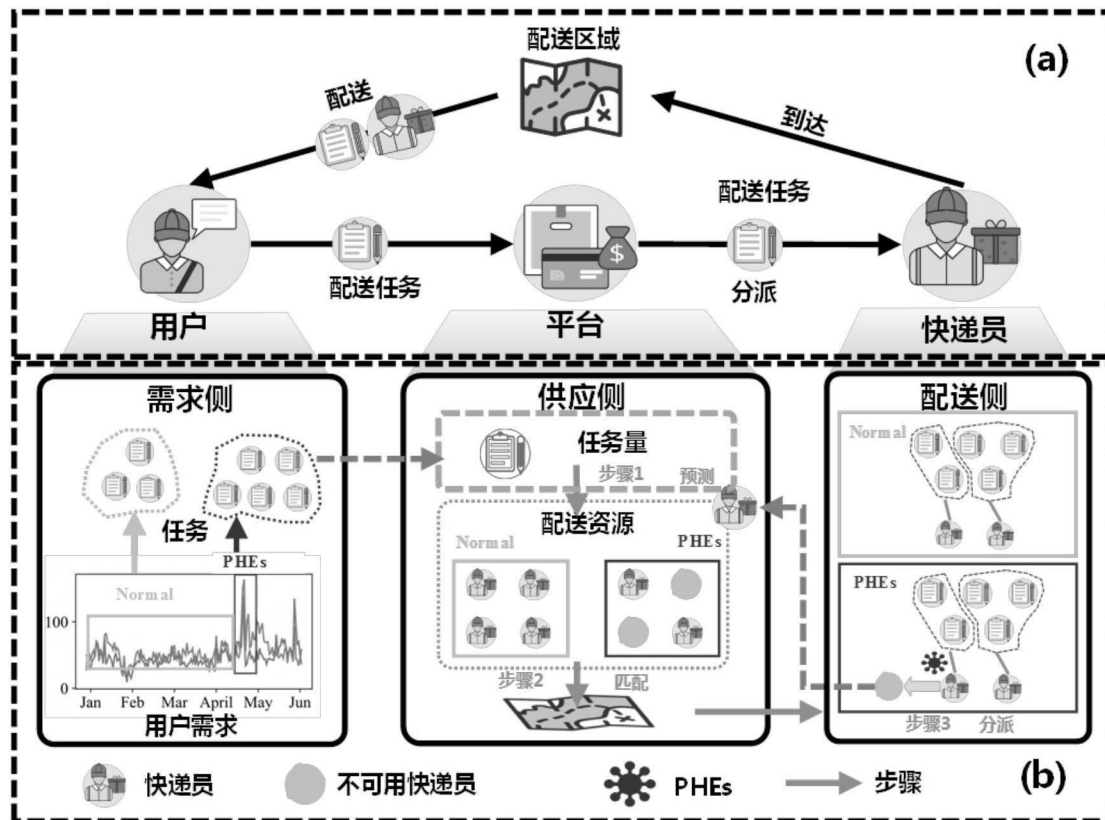 配送区域
(a)
配送
到达
配送任务
配送任务
分派
用户
平台
快递员
需求侧
任务
PHEs
Normal
100
0
Jan Feb Mar April May Jun
用户需求
供应侧
任务量
步骤1
预测
配送资源
Normal
PHEs
步骤2
匹配
配送侧
Normal
PHEs
步骤3
分派
快递员
不可用快递员
PHEs
步骤
(b)